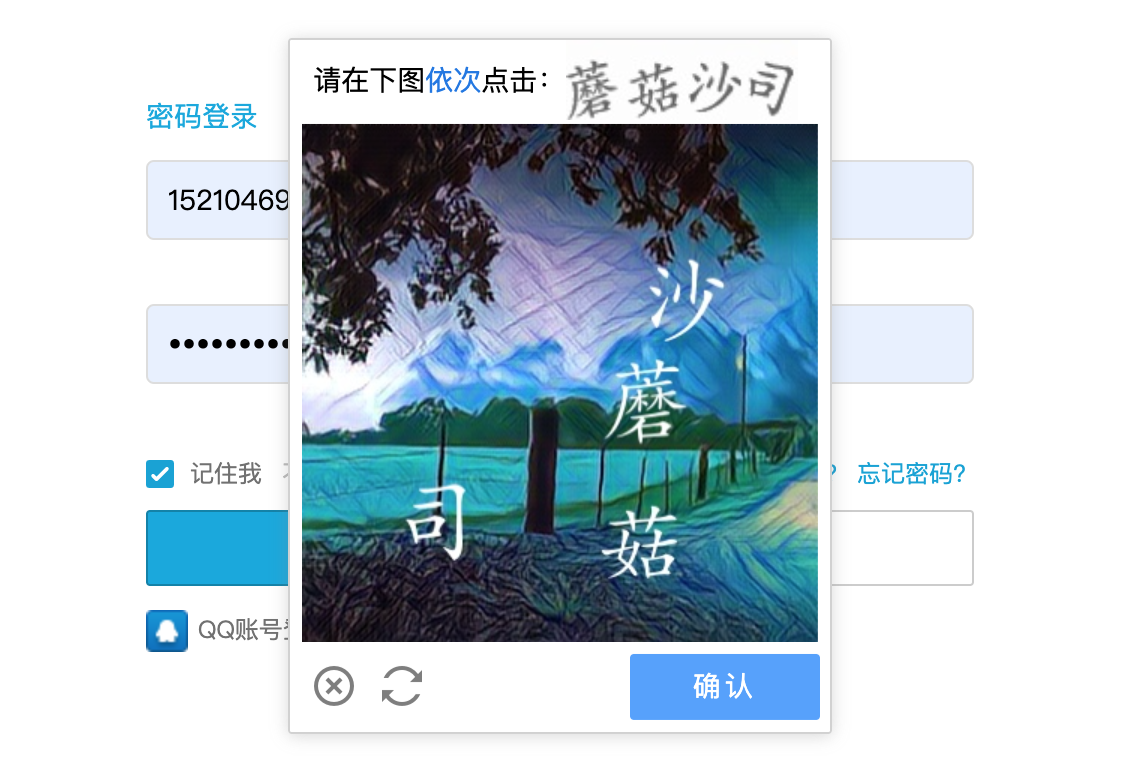 请在下图依次点击：蘑菇沙司
密码登录
15210469
沙
蘑
记住我
忘记密码?
司
菇
QQ账号
确认